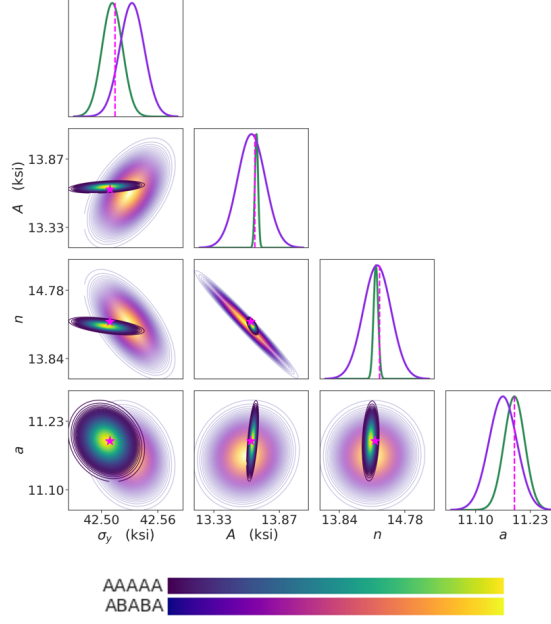 A (ksi)
13.87
13.33
n
14.78
13.84
a
11.23
11.10
42.50 42.56 13.33 13.87 13.84 14.78 11.10 11.23
σy (ksi) A (ksi) n a
AAAAA
ABABA